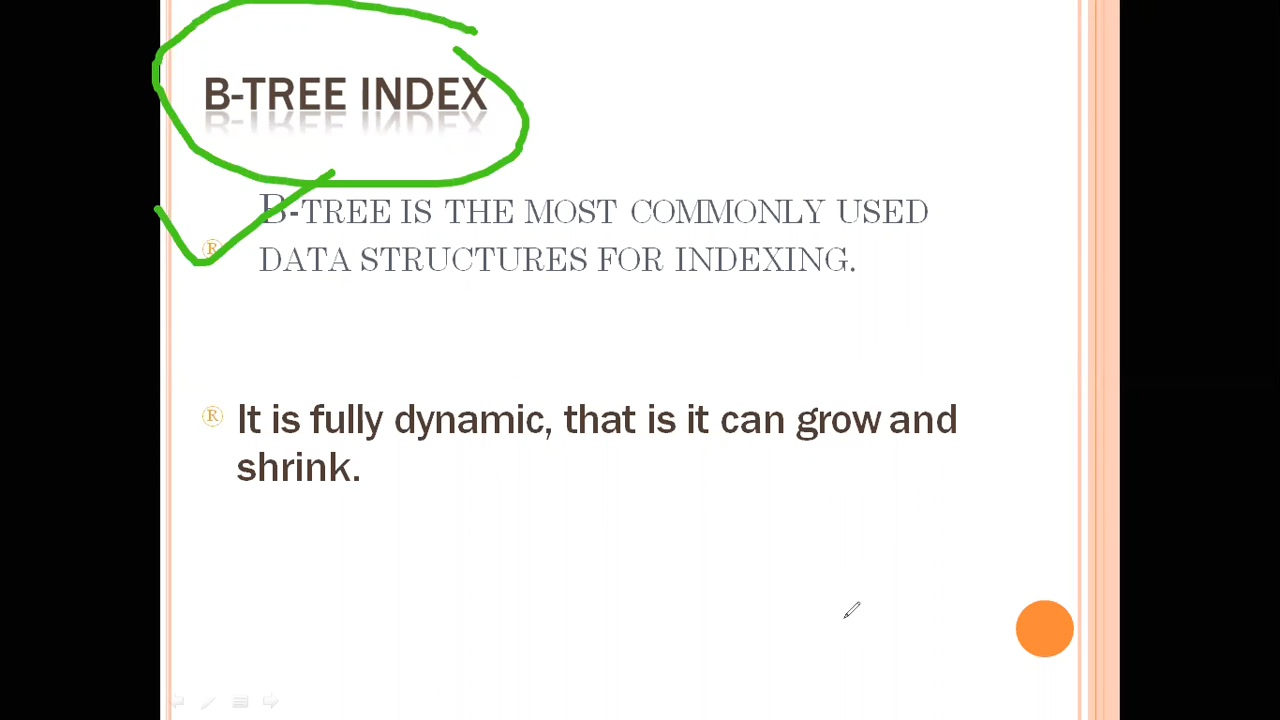 B-TREE INDEX
B-TREE IS THE MOST COMMONLY USED
DATA STRUCTURES FOR INDEXING.
It is fully dynamic, that is it can grow and
shrink.